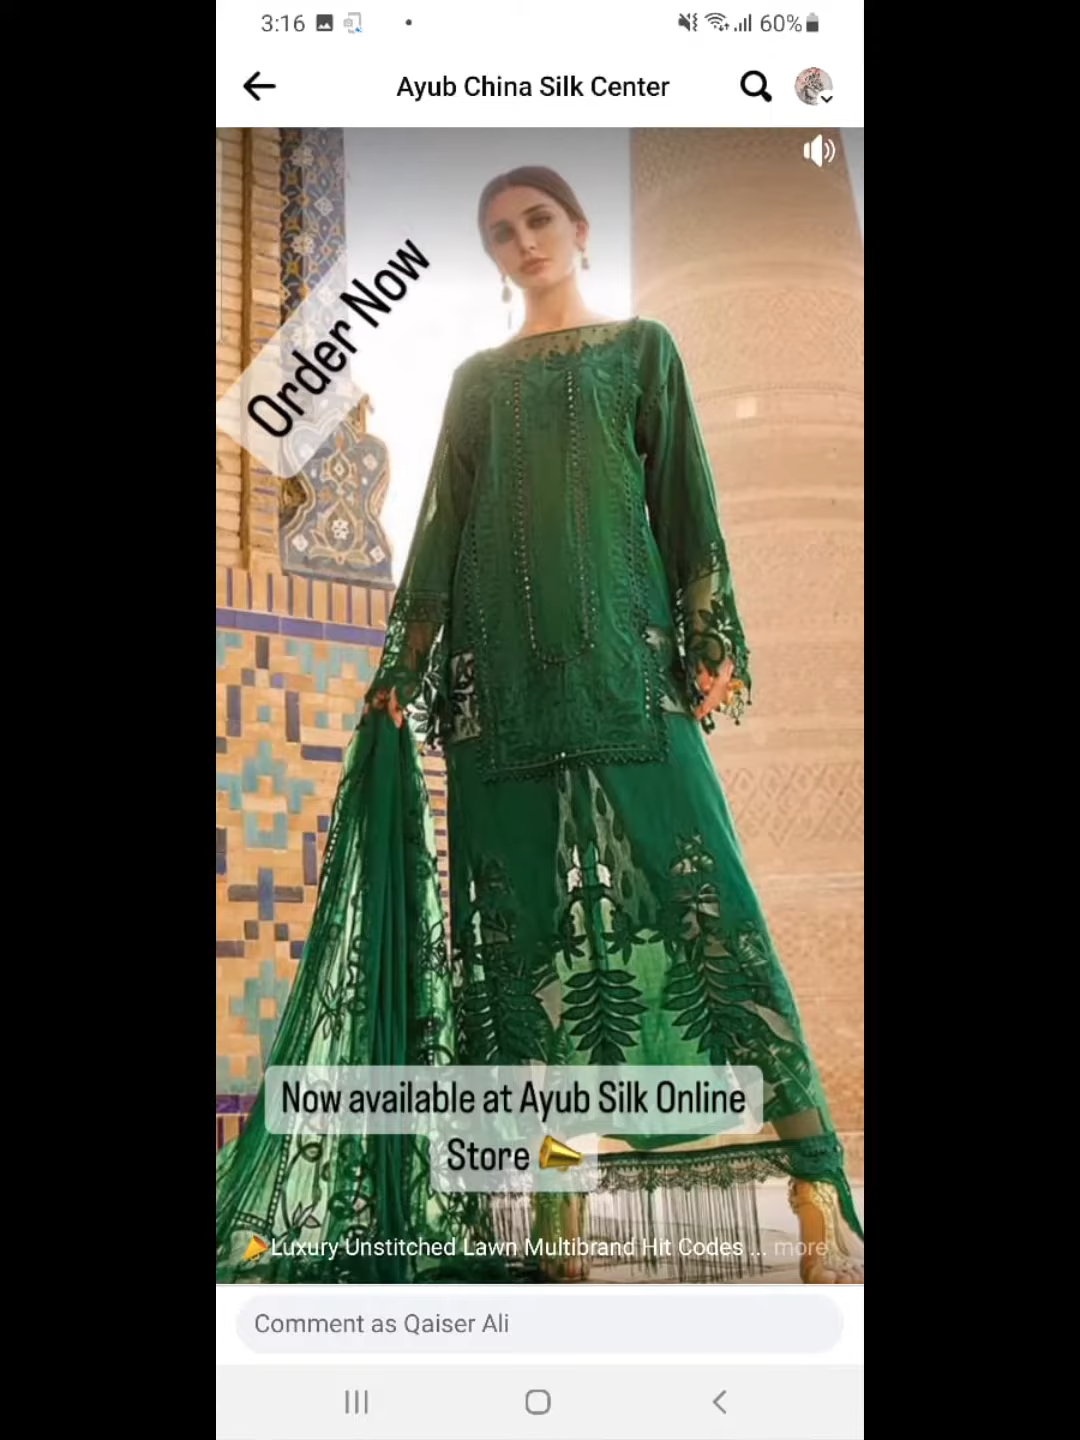 3:16
60%
Ayub China Silk Center
Order Now
Now available at Ayub Silk Online
Store
Luxury Unstitched Lawn Multibrand Hit Codes ... more
Comment as Qaiser Ali